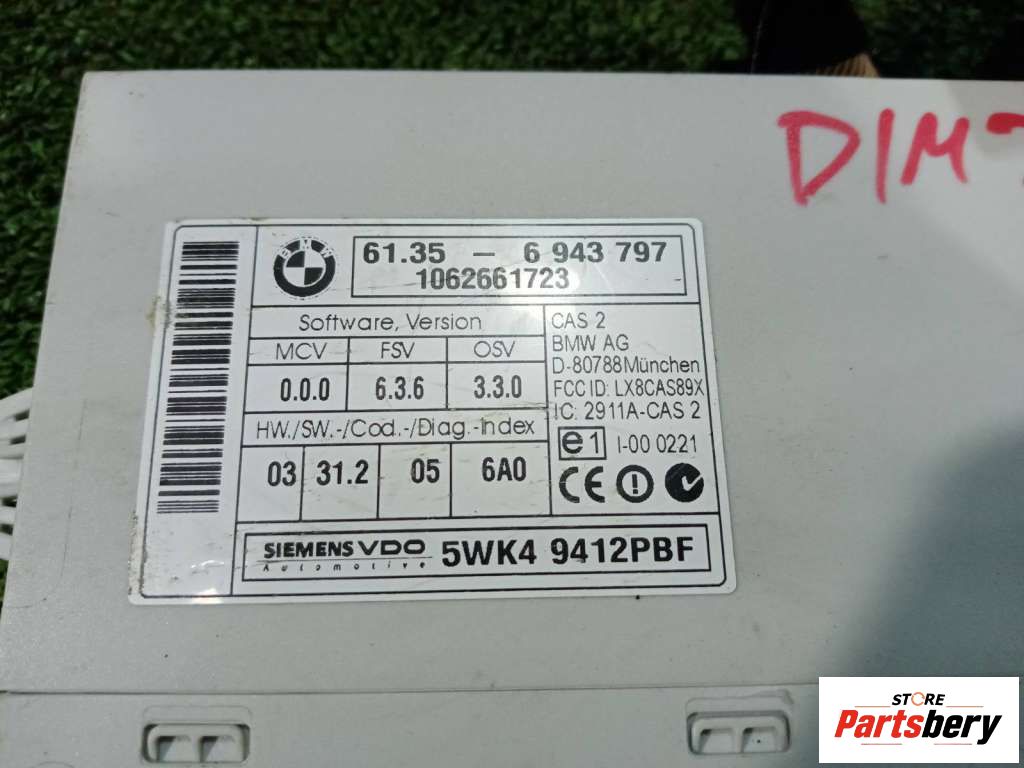 DIM
BMW
61.35 – 6 943 797
1062661723
Software, Version
MCV FSV OSV
0.0.0 6.3.6 3.3.0
HW./SW.-/Cod.-/Diag.-Index
03 31.2 05 6A0
CAS 2
BMW AG
D-80788 München
FCC ID: LX8CAS89X
IC: 2911A-CAS 2
e1 I-00 0221
CE
SIEMENS VDO
Automotive
5WK4 9412PBF
STORE
Partsbery